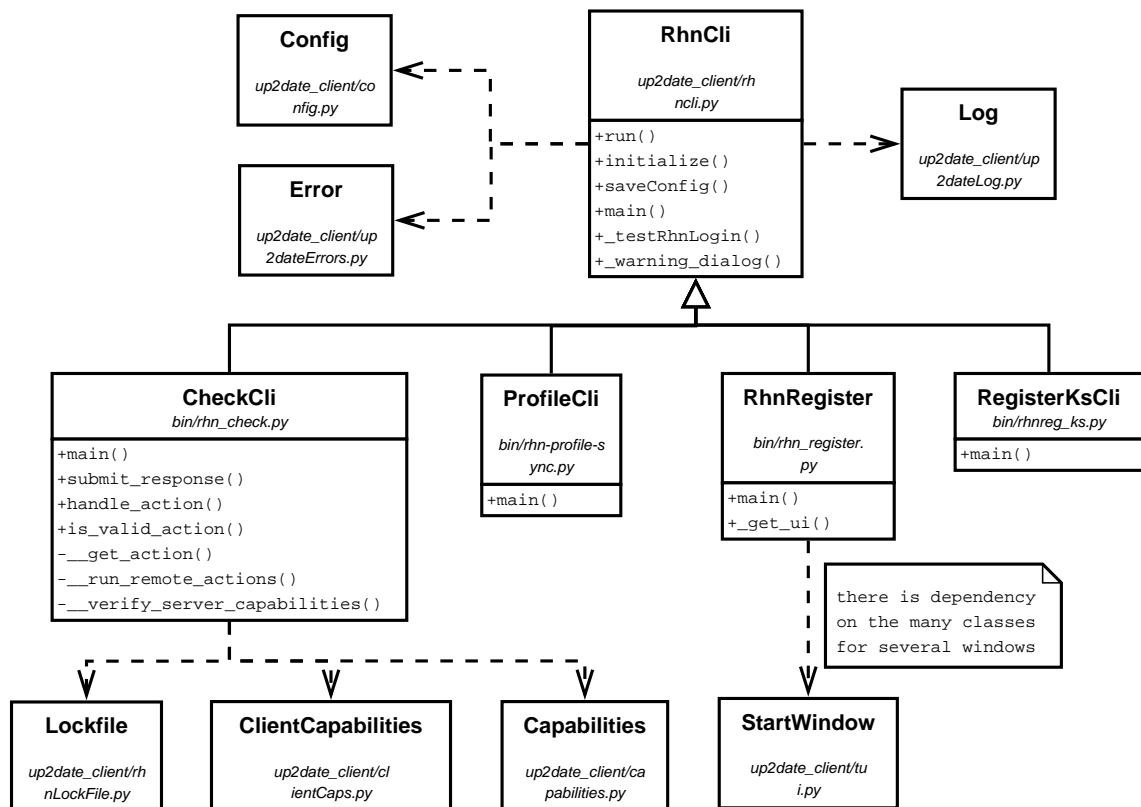 Config
up2date_client/co
nfig.py
RhnCli
up2date_client/rh
ncli.py
+run()
+initialize()
+saveConfig()
+main()
+_testRhnLogin()
+_warning_dialog()
Log
up2date_client/up
2dateLog.py
Error
up2date_client/up
2dateErrors.py
CheckCli
bin/rhn_check.py
+main()
+submit_response()
+handle_action()
+is_valid_action()
-__get_action()
-__run_remote_actions()
-__verify_server_capabilities()
ProfileCli
bin/rhn-profile-s
ync.py
+main()
RhnRegister
bin/rhn_register.
py
+main()
+_get_ui()
RegisterKsCli
bin/rhnreg_ks.py
+main()
there is dependency
on the many classes
for several windows
Lockfile
up2date_client/rh
nLockFile.py
ClientCapabilities
up2date_client/cl
ientCaps.py
Capabilities
up2date_client/ca
pabilities.py
StartWindow
up2date_client/tu
i.py